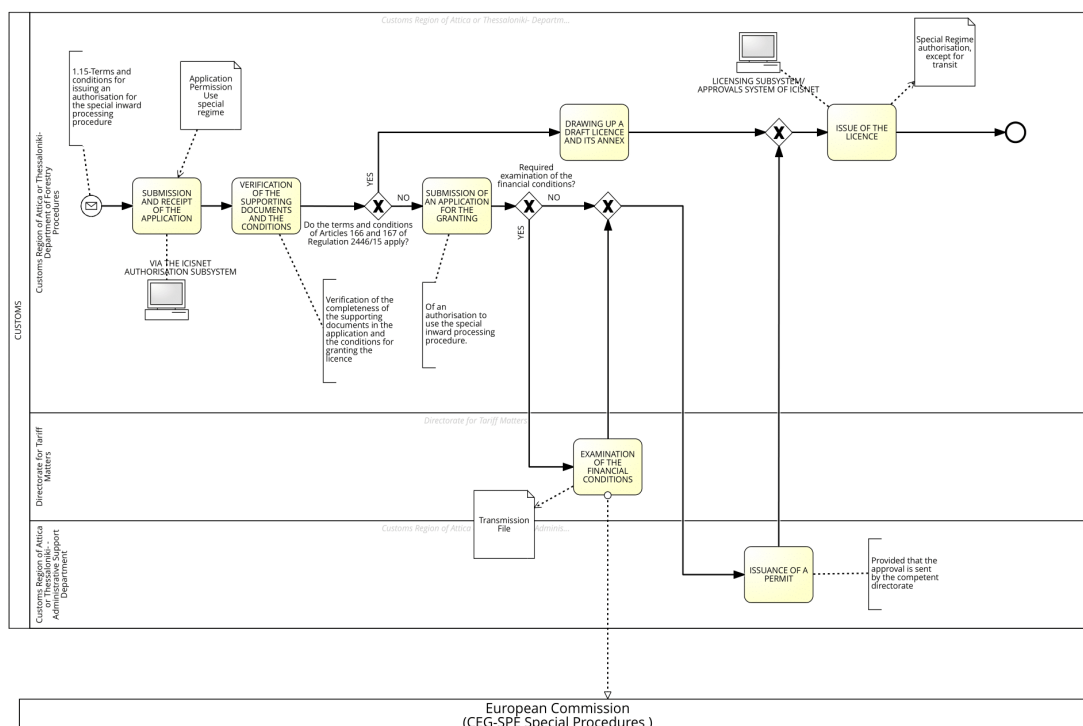 Customs Region of Attica or Thessaloniki- Departm...
CUSTOMS
Customs Region of Attica or Thessaloniki-
Department of Forestry
Procedures
1.15-Terms and
conditions for
issuing an
authorisation for
the special inward
processing
procedure
Application
Permission
Use
special
regime
SUBMISSION
AND RECEIPT
OF THE
APPLICATION
VIA THE ICISNET
AUTHORISATION SUBSYSTEM
VERIFICATION
OF THE
SUPPORTING
DOCUMENTS
AND THE
CONDITIONS
Verification of the
completeness of
the supporting
documents in the
application and
the conditions for
granting the
licence
YES
X
NO
Do the terms and conditions
of Articles 166 and 167 of
Regulation 2446/15 apply?
SUBMISSION OF
AN APPLICATION
FOR THE
GRANTING
Of an
authorisation to
use the special
inward processing
procedure.
Required
examination of the
financial conditions?
X
NO
YES
X
DRAWING UP A
DRAFT LICENCE
AND ITS ANNEX
X
LICENSING SUBSYSTEM/
APPROVALS SYSTEM OF ICISNET
ISSUE OF THE
LICENCE
Special Regime
authorisation,
except for
transit
Directorate for Tariff
Matters
Directorate for Tariff Matters
EXAMINATION
OF THE
FINANCIAL
CONDITIONS
Transmission
File
Customs Region of Attica
or Thessaloniki- -
Administrative Support
Department
Customs Region of Attica
Adminis...
ISSUANCE OF A
PERMIT
Provided that the
approval is sent
by the competent
directorate
European Commission
(CEG-SPE Special Procedures )